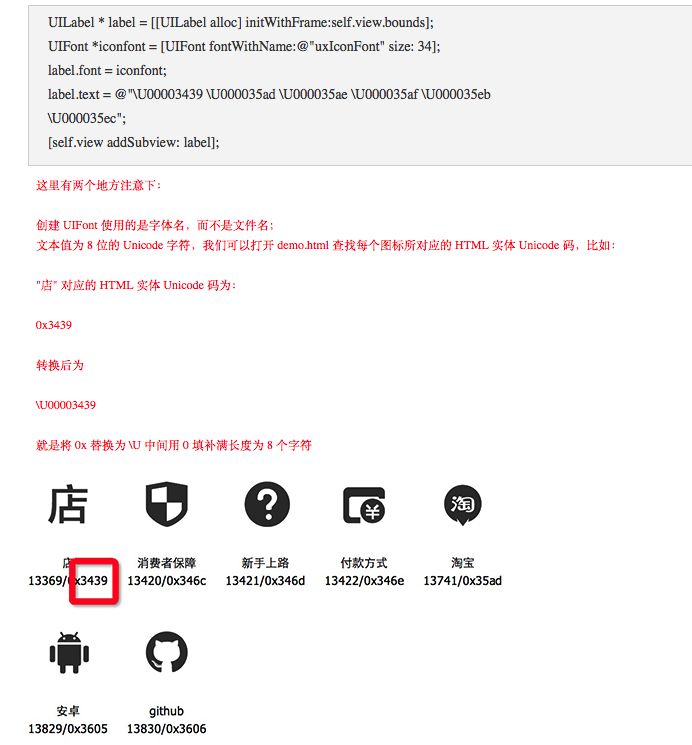 UILabel * label = [[UILabel alloc] initWithFrame:self.view.bounds];
UIFont *iconfont = [UIFont fontWithName:@"uxIconFont" size: 34];
label.font = iconfont;
label.text = @"\U00003439 \U000035ad \U000035ae \U000035af \U000035eb
\U000035ec";
[self.view addSubview: label];
这里有两个地方注意下：
创建 UIFont 使用的是字体名，而不是文件名；
文本值为 8 位的 Unicode 字符，我们可以打开 demo.html 查找每个图标所对应的 HTML 实体 Unicode 码，比如：
"店" 对应的 HTML 实体 Unicode 码为：
0x3439
转换后为
\U00003439
就是将 0x 替换为 \U 中间用 0 填补满长度为 8 个字符
店 ¥ 淘
店 消费者保障 新手上路 付款方式 淘宝
13369/0x3439 13420/0x346c 13421/0x346d 13422/0x346e 13741/0x35ad
安卓 github
13829/0x3605 13830/0x3606